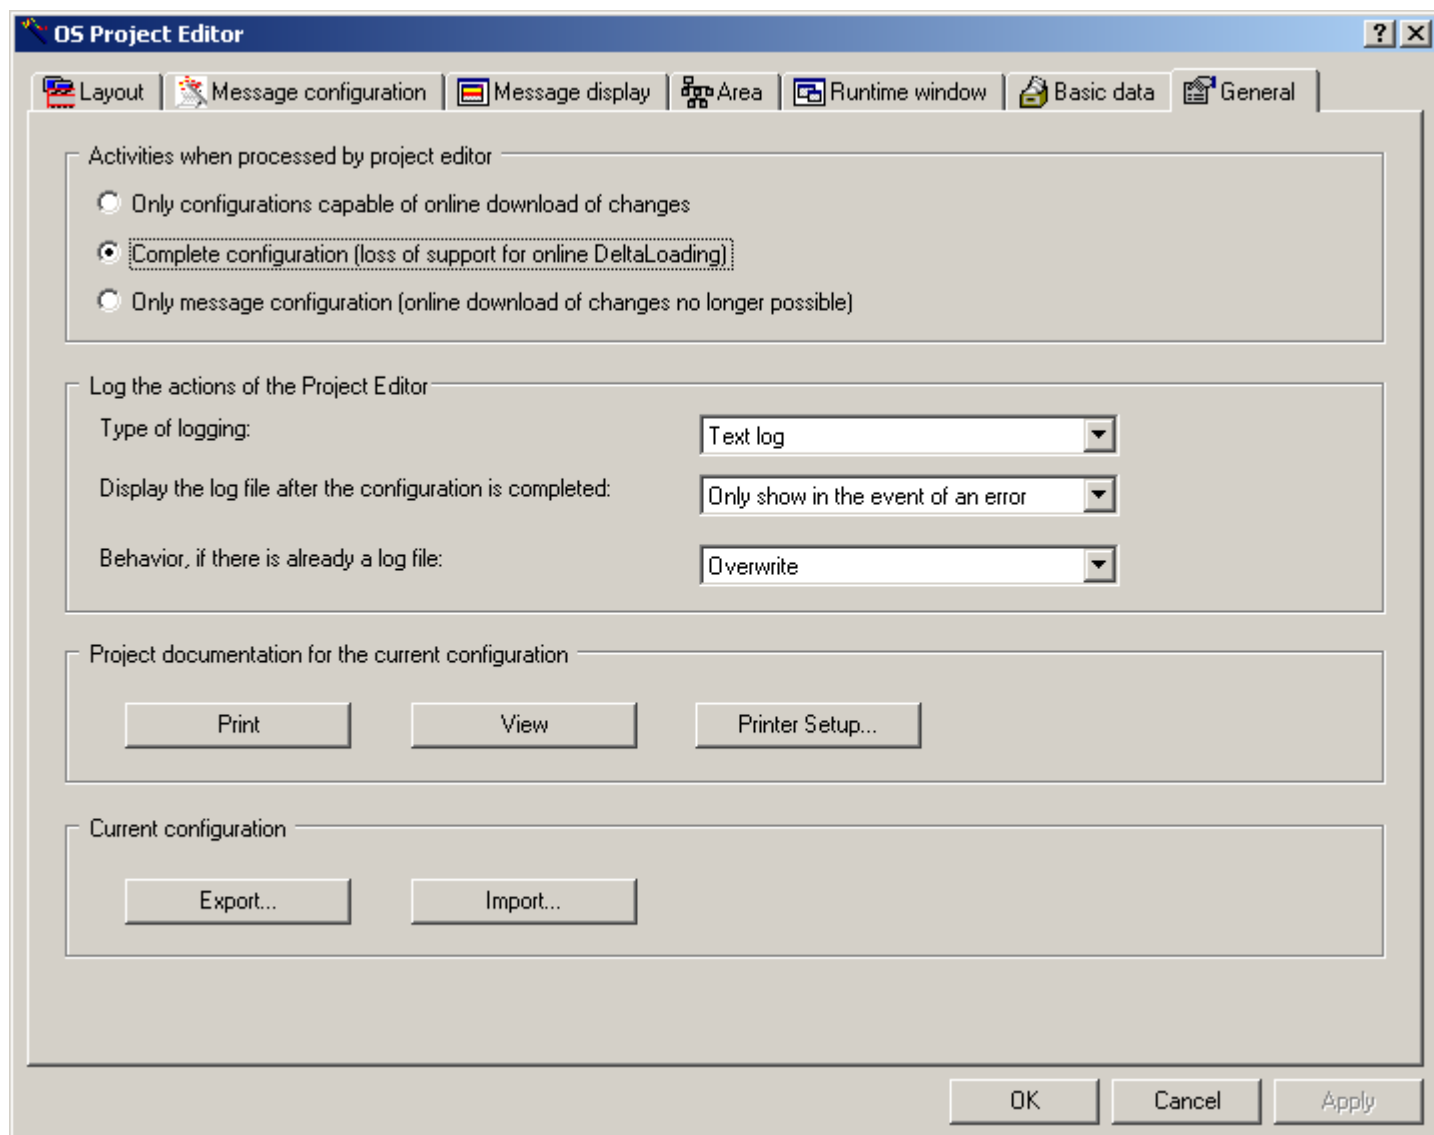 OS Project Editor
Layout Message configuration Message display Area Runtime window Basic data General
Activities when processed by project editor
Only configurations capable of online download of changes
Complete configuration (loss of support for online DeltaLoading)
Only message configuration (online download of changes no longer possible)
Log the actions of the Project Editor
Type of logging: Text log
Display the log file after the configuration is completed: Only show in the event of an error
Behavior, if there is already a log file: Overwrite
Project documentation for the current configuration
Print View Printer Setup...
Current configuration
Export... Import...
OK Cancel Apply